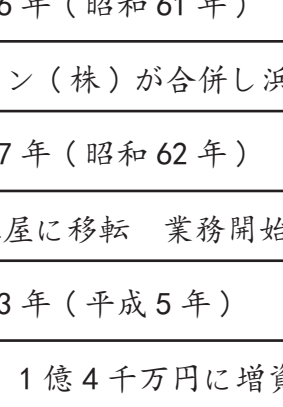 6年(昭和61年)
ン(株)が合併し浜
7年(昭和62年)
屋に移転 業務開始
3年(平成5年)
1億4千万円に増資